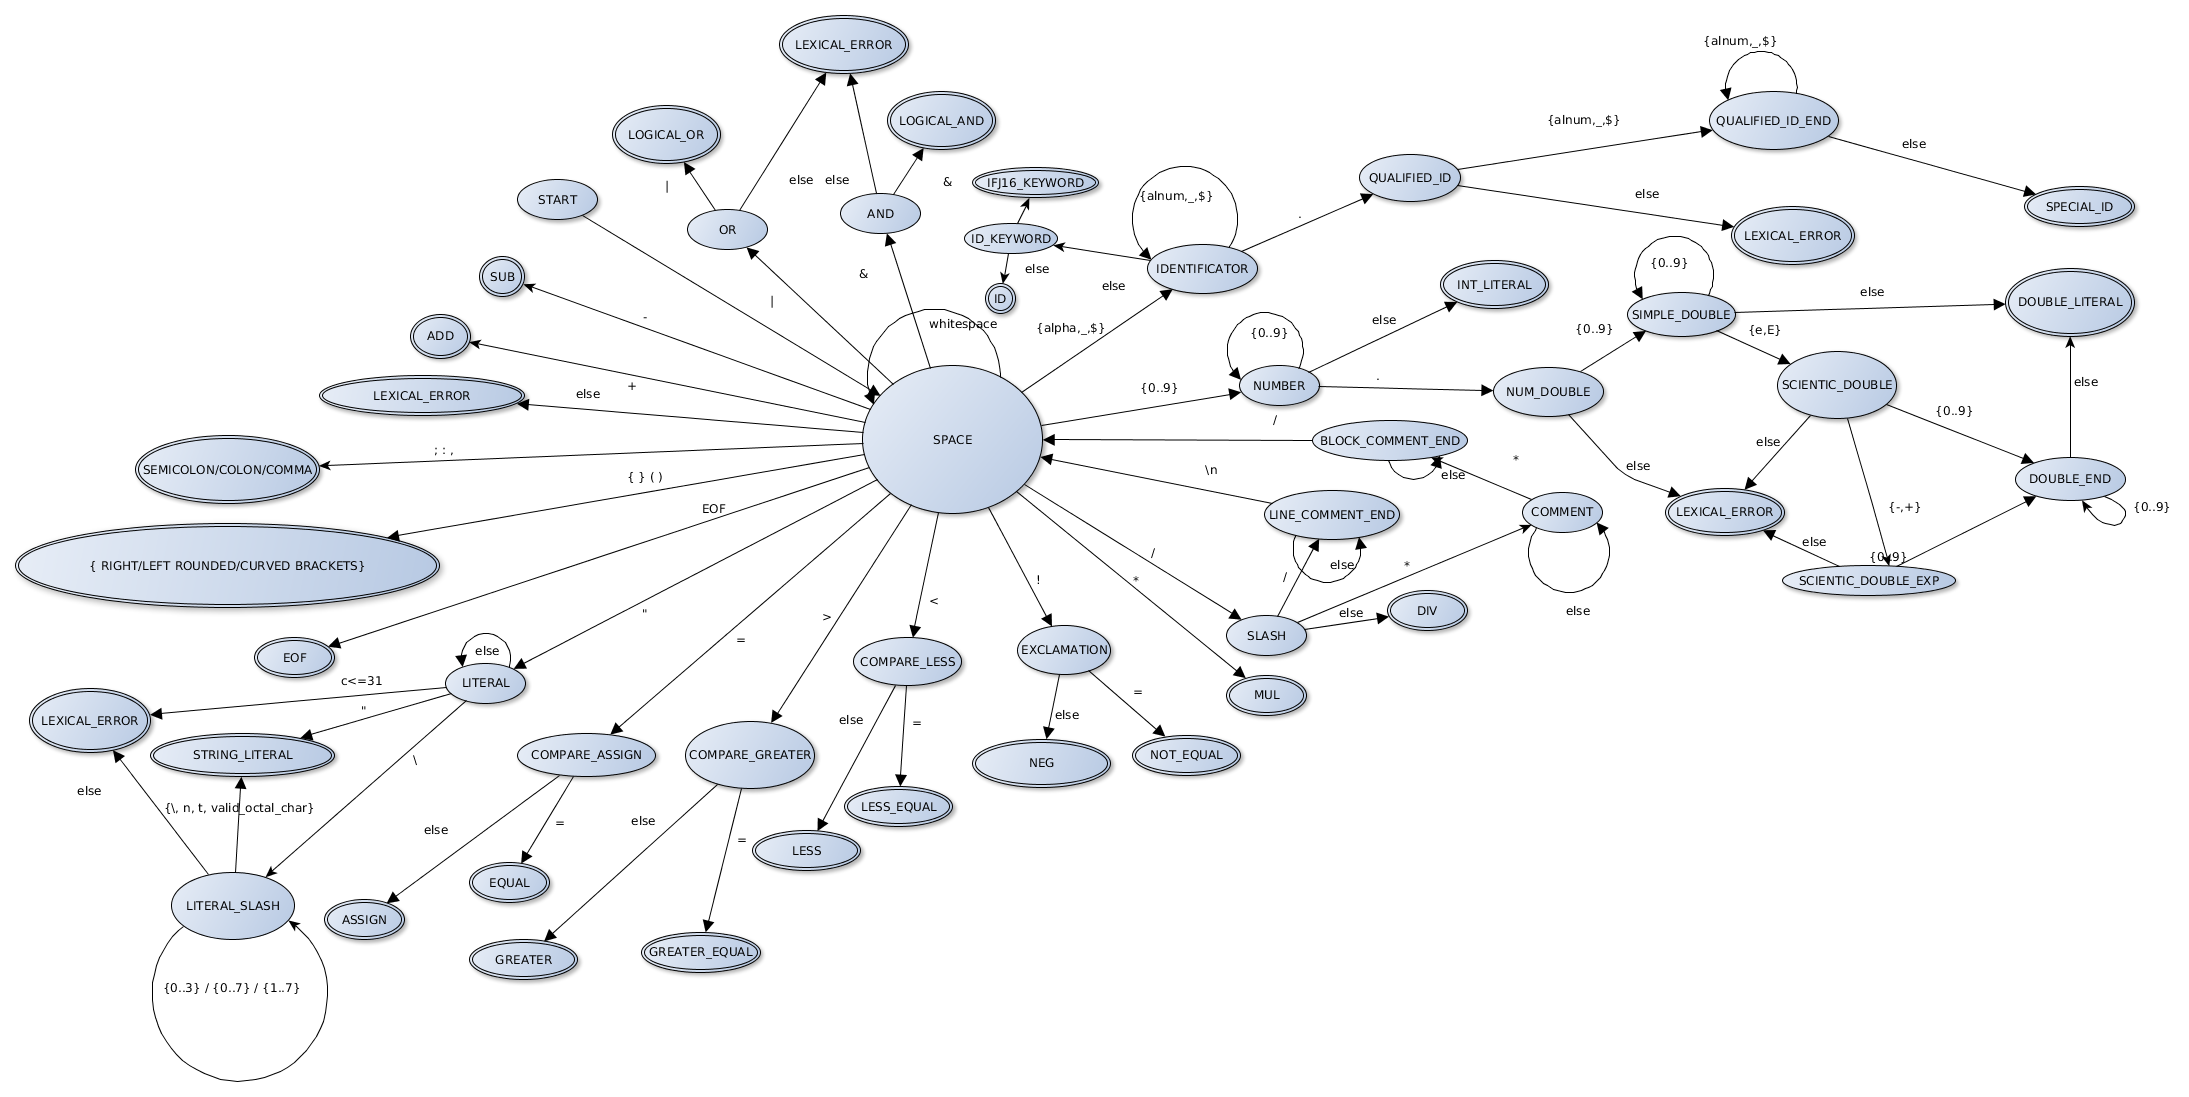 {alnum,_,$}
LEXICAL_ERROR
LOGICAL_AND
QUALIFIED_ID_END
{alnum,_,$}
LOGICAL_OR
else
|
else
else
&
IFJ16_KEYWORD
{alnum,_,$}
QUALIFIED_ID
else
START
SPECIAL_ID
OR
AND
.
ID_KEYWORD
LEXICAL_ERROR
else
IDENTIFICATOR
{0..9}
SUB
&
else
INT_LITERAL
else
ID
|
DOUBLE_LITERAL
-
whitespace
{alpha,_,$}
{0..9}
else
{0..9}
SIMPLE_DOUBLE
{e,E}
ADD
+
else
{0..9}
NUMBER
.
NUM_DOUBLE
SCIENTIC_DOUBLE
else
LEXICAL_ERROR
{0..9}
/
SPACE
BLOCK_COMMENT_END
else
; : ,
*
else
SEMICOLON/COLON/COMMA
\n
else
{ } ( )
DOUBLE_END
EOF
LINE_COMMENT_END
COMMENT
LEXICAL_ERROR
{-,+}
{0..9}
else
/
{0..9}
{ RIGHT/LEFT ROUNDED/CURVED BRACKETS}
!
*
/
else
*
SCIENTIC_DOUBLE_EXP
"
>
<
else
DIV
else
=
SLASH
EOF
else
COMPARE_LESS
EXCLAMATION
LITERAL
c<=31
MUL
"
=
LEXICAL_ERROR
else
=
else
STRING_LITERAL
\
COMPARE_ASSIGN
COMPARE_GREATER
NEG
NOT_EQUAL
else
{\, n, t, valid_octal_char}
LESS_EQUAL
else
=
else
=
LESS
EQUAL
LITERAL_SLASH
ASSIGN
GREATER
GREATER_EQUAL
{0..3} / {0..7} / {1..7}